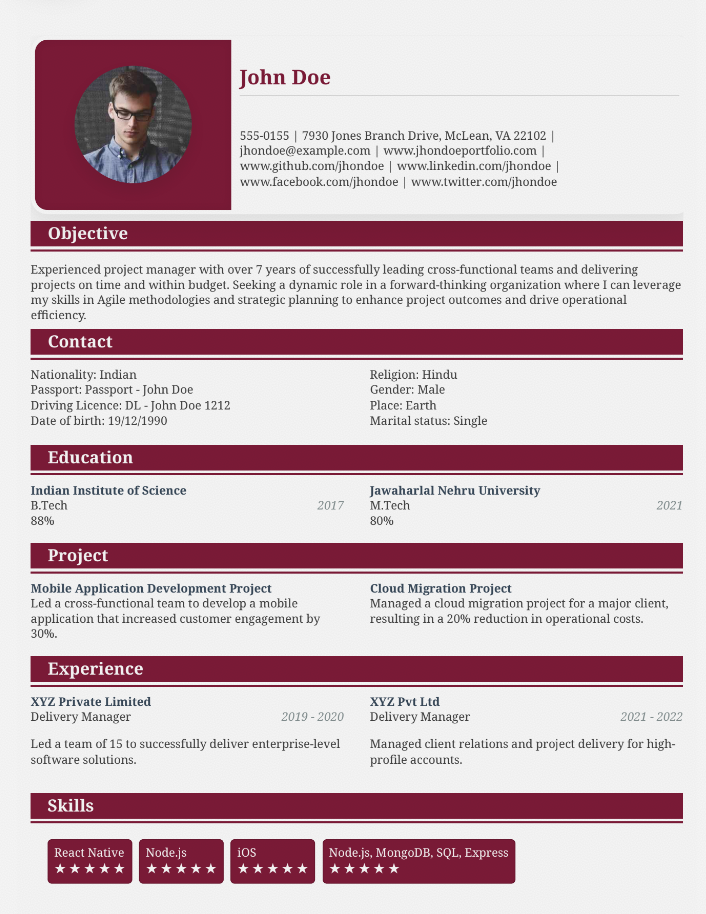 John Doe
555-0155 | 7930 Jones Branch Drive, McLean, VA 22102 |
jhondoe@example.com | www.jhondoeportfolio.com |
www.github.com/jhondoe | www.linkedin.com/jhondoe |
www.facebook.com/jhondoe | www.twitter.com/jhondoe
Objective
Experienced project manager with over 7 years of successfully leading cross-functional teams and delivering
projects on time and within budget. Seeking a dynamic role in a forward-thinking organization where I can leverage
my skills in Agile methodologies and strategic planning to enhance project outcomes and drive operational
efficiency.
Contact
Nationality: Indian
Passport: Passport - John Doe
Driving Licence: DL - John Doe 1212
Date of birth: 19/12/1990
Religion: Hindu
Gender: Male
Place: Earth
Marital status: Single
Education
Indian Institute of Science
B.Tech 2017
88%
Jawaharlal Nehru University
M.Tech 2021
80%
Project
Mobile Application Development Project
Led a cross-functional team to develop a mobile
application that increased customer engagement by
30%.
Cloud Migration Project
Managed a cloud migration project for a major client,
resulting in a 20% reduction in operational costs.
Experience
XYZ Private Limited
Delivery Manager 2019 - 2020
Led a team of 15 to successfully deliver enterprise-level
software solutions.
XYZ Pvt Ltd
Delivery Manager 2021 - 2022
Managed client relations and project delivery for high-
profile accounts.
Skills
React Native
★★★★★
Node.js
★★★★★
iOS
★★★★★
Node.js, MongoDB, SQL, Express
★★★★★